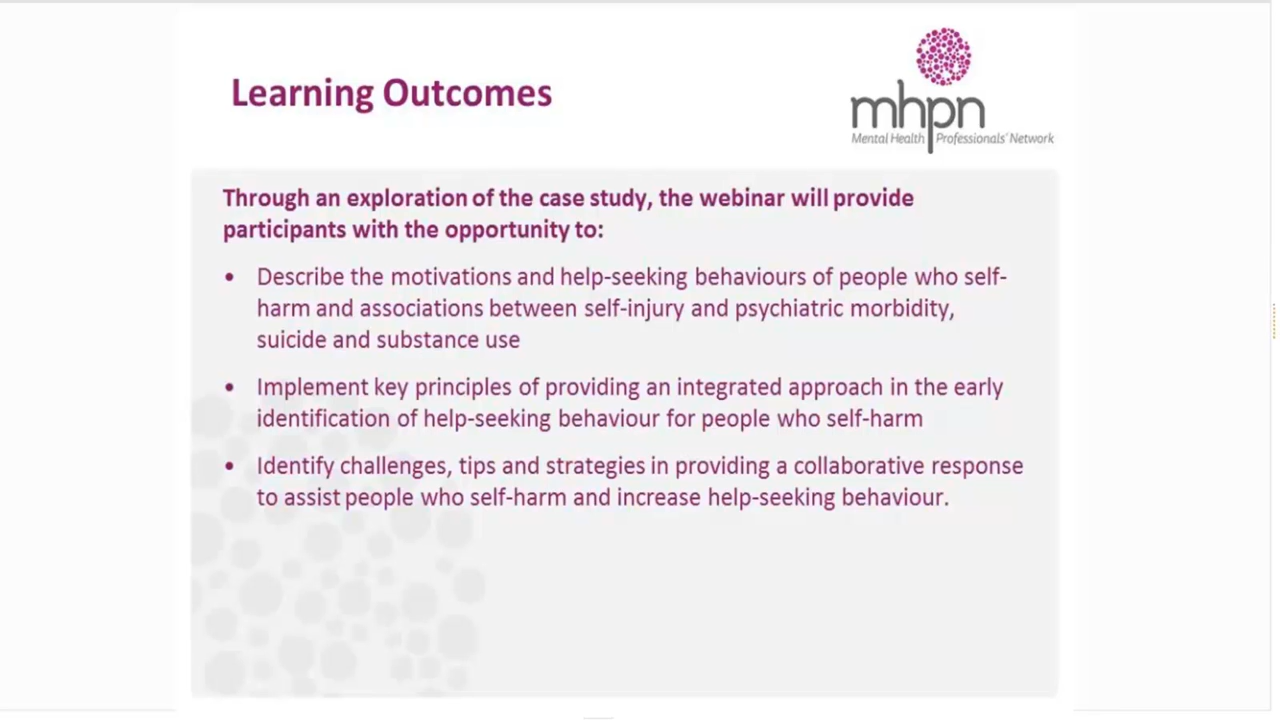 Learning Outcomes
mhpn
Mental Health Professionals' Network
Through an exploration of the case study, the webinar will provide
participants with the opportunity to:
• Describe the motivations and help-seeking behaviours of people who self-
harm and associations between self-injury and psychiatric morbidity,
suicide and substance use
• Implement key principles of providing an integrated approach in the early
identification of help-seeking behaviour for people who self-harm
• Identify challenges, tips and strategies in providing a collaborative response
to assist people who self-harm and increase help-seeking behaviour.